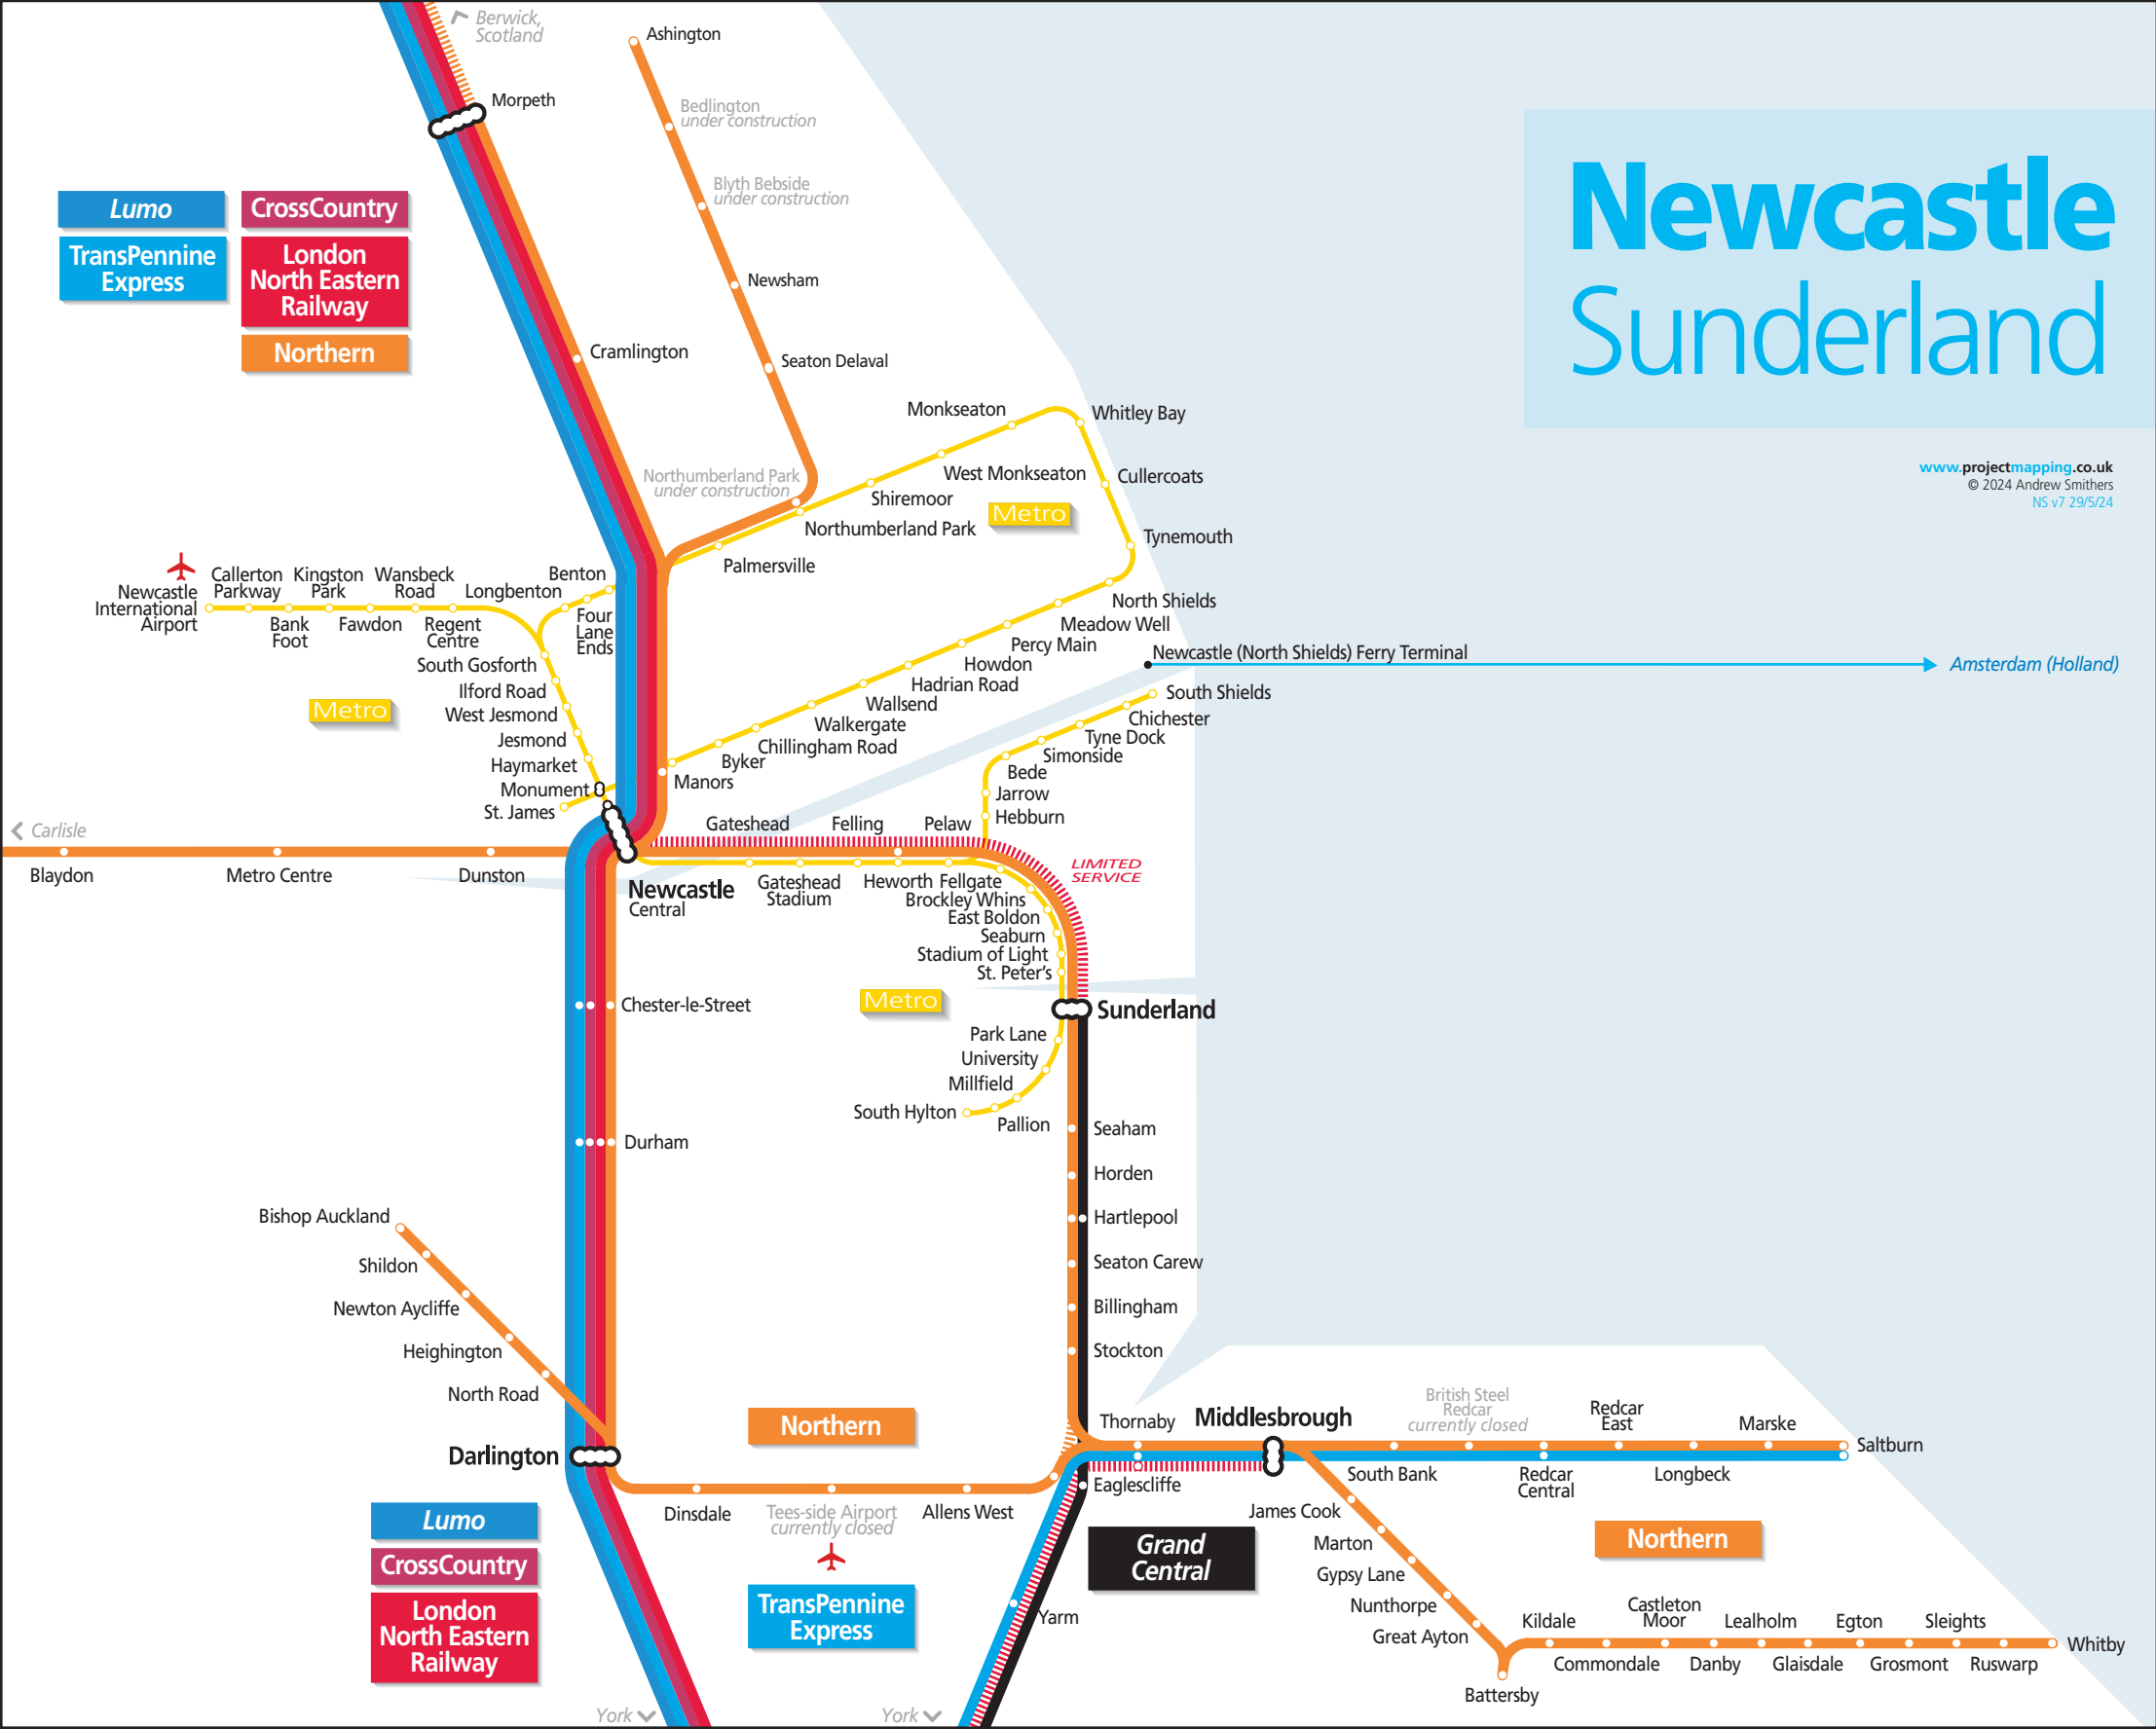 Berwick,
Scotland
Ashington
Morpeth
Bedlington
under construction
Blyth Bebside
under construction
Newcastle
Sunderland
Lumo
CrossCountry
TransPennine
Express
London
North Eastern
Railway
Northern
Newsham
Cramlington
Seaton Delaval
Monkseaton
Whitley Bay
www.projectmapping.co.uk
© 2024 Andrew Smithers
NS v7 29/5/24
Northumberland Park
under construction
West Monkseaton
Cullercoats
Shiremoor
Metro
Northumberland Park
Tynemouth
Palmersville
Newcastle
International
Airport
Callerton
Parkway
Kingston
Park
Wansbeck
Road
Longbenton
Benton
Bank
Foot
Fawdon
Regent
Centre
Four
Lane
Ends
North Shields
Meadow Well
Percy Main
Howdon
Hadrian Road
Wallsend
Walkergate
Chillingham Road
Byker
Manors
Newcastle (North Shields) Ferry Terminal
Amsterdam (Holland)
South Gosforth
Ilford Road
West Jesmond
Jesmond
Haymarket
Monument
St. James
Metro
South Shields
Chichester
Tyne Dock
Simonside
Bede
Jarrow
Hebburn
Carlisle
Blaydon
Metro Centre
Dunston
Newcastle
Central
Gateshead
Felling
Pelaw
LIMITED
SERVICE
Gateshead
Stadium
Heworth
Fellgate
Brockley Whins
East Boldon
Seaburn
Stadium of Light
St. Peter's
Metro
Sunderland
Chester-le-Street
Park Lane
University
Millfield
South Hylton
Pallion
Durham
Seaham
Horden
Hartlepool
Seaton Carew
Billingham
Stockton
Bishop Auckland
Shildon
Newton Aycliffe
Heighington
North Road
Darlington
Northern
Thornaby
Middlesbrough
British Steel
Redcar
currently closed
Redcar
East
Marske
Saltburn
Eaglescliffe
South Bank
Redcar
Central
Longbeck
Dinsdale
Tees-side Airport
currently closed
Allens West
Lumo
CrossCountry
London
North Eastern
Railway
TransPennine
Express
Grand
Central
Yarm
James Cook
Marton
Gypsy Lane
Nunthorpe
Great Ayton
Battersby
Northern
Kildale
Castleton
Moor
Lealholm
Egton
Sleights
Whitby
Commondale
Danby
Glaisdale
Grosmont
Ruswarp
York
York